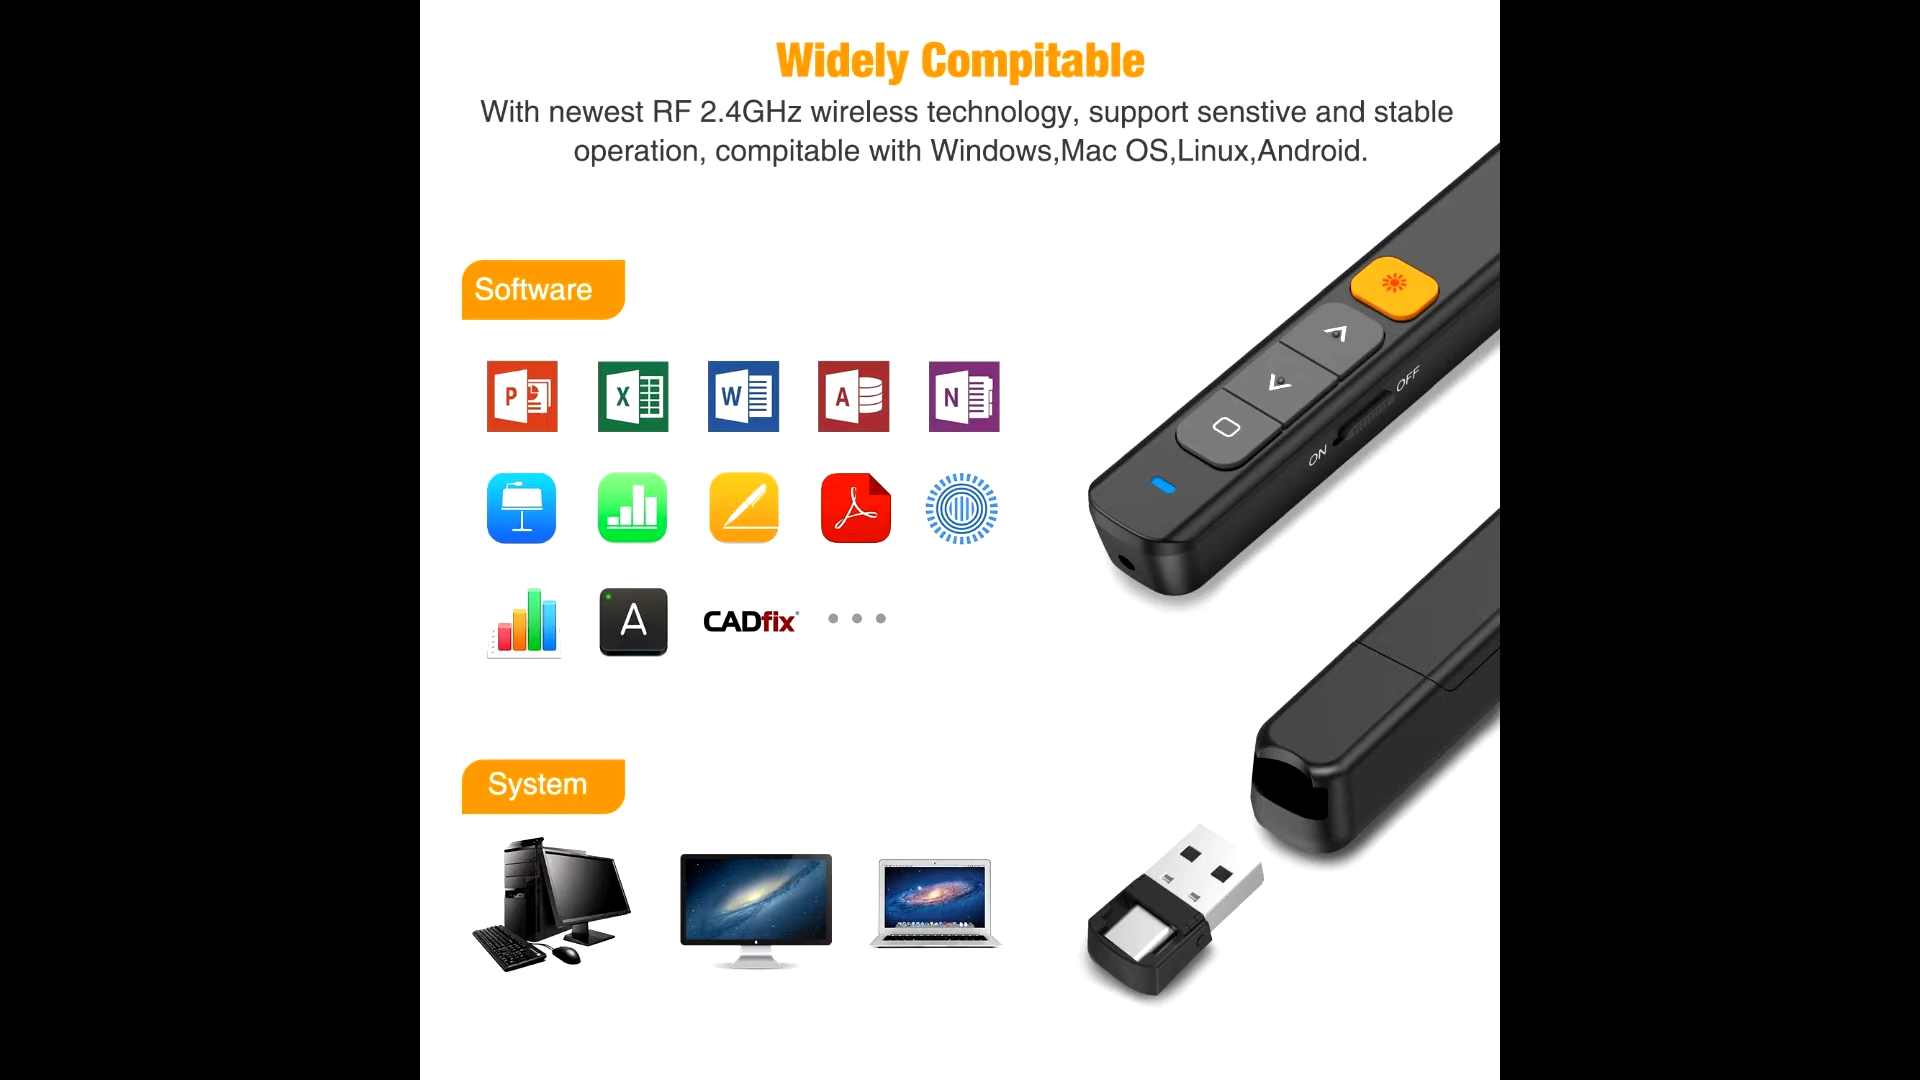 Widely Compitable
With newest RF 2.4GHz wireless technology, support senstive and stable
operation, compitable with Windows,Mac OS,Linux,Android.
Software
P
X
W
A
N
A
CADfix
OFF
ON
System